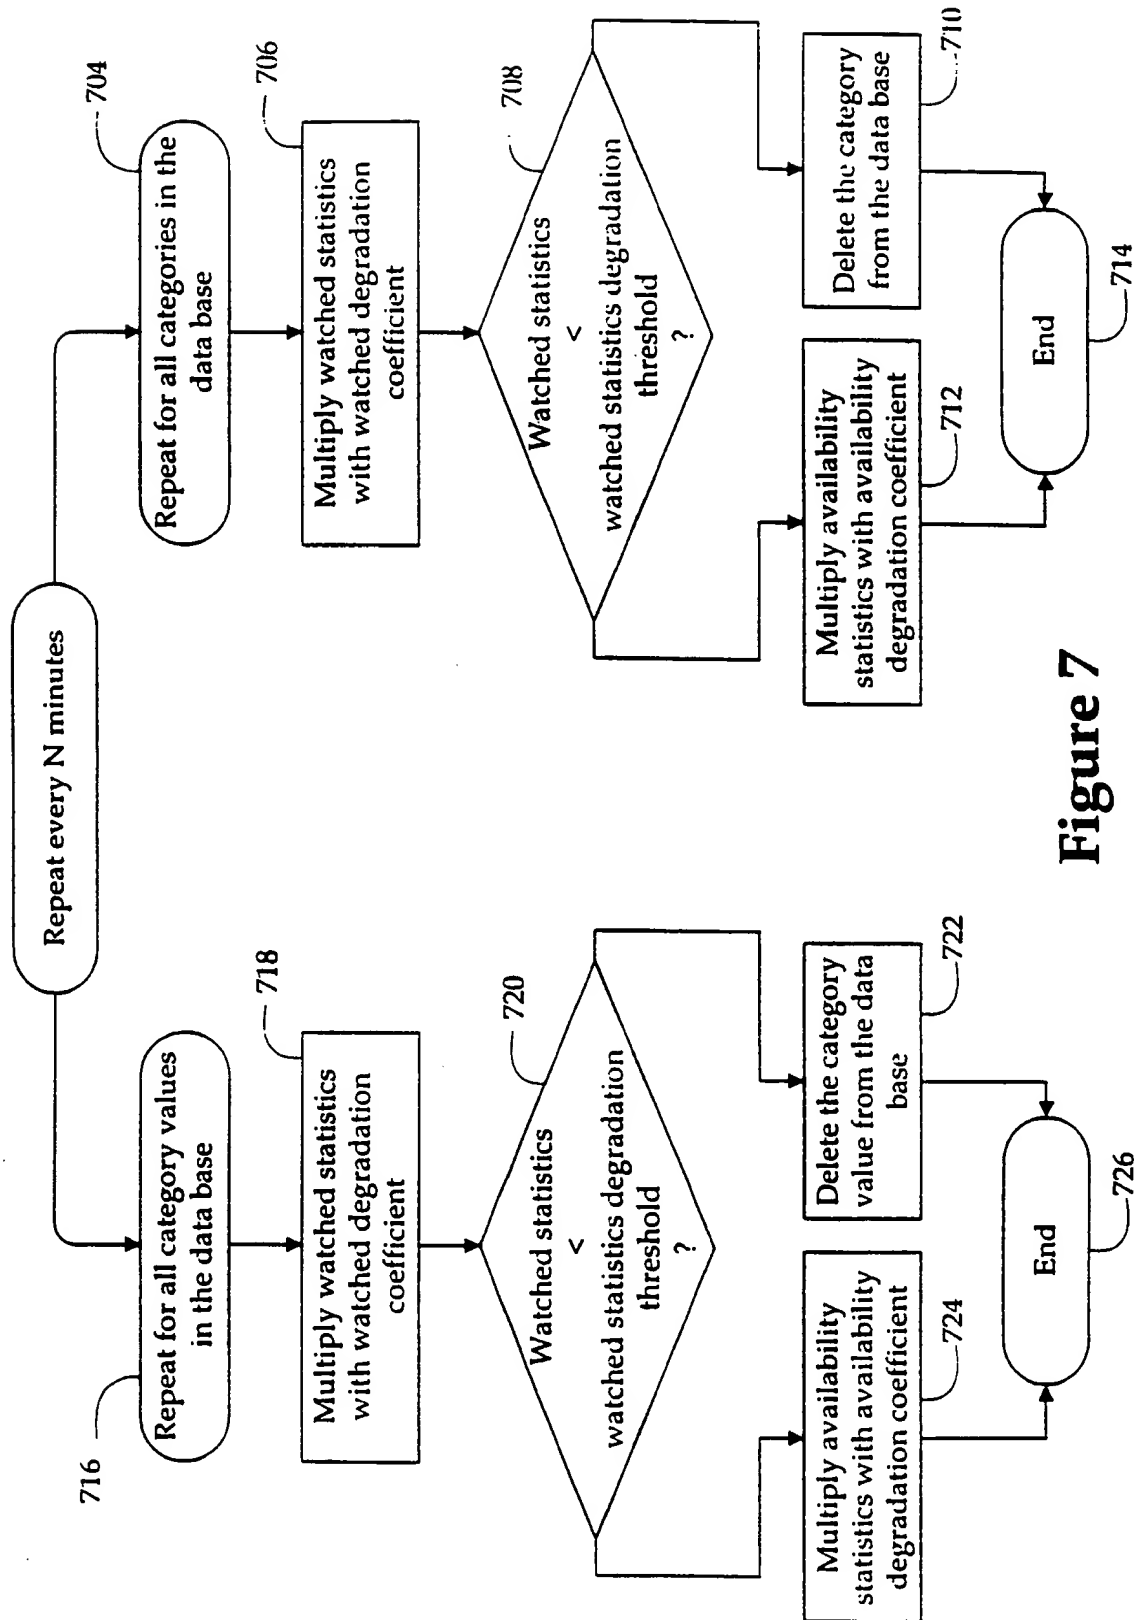 Repeat every N minutes
716
Repeat for all category values
in the data base
718
Multiply watched statistics
with watched degradation
coefficient
720
Watched statistics
<
watched statistics degradation
threshold
?
Multiply availability
statistics with availability
degradation coefficient
724
Delete the category
value from the data
base
722
End
726
704
Repeat for all categories in the
data base
706
Multiply watched statistics
with watched degradation
coefficient
708
Watched statistics
<
watched statistics degradation
threshold
?
Multiply availability
statistics with availability
degradation coefficient
712
Delete the category
from the data base
710
End
714
Figure 7